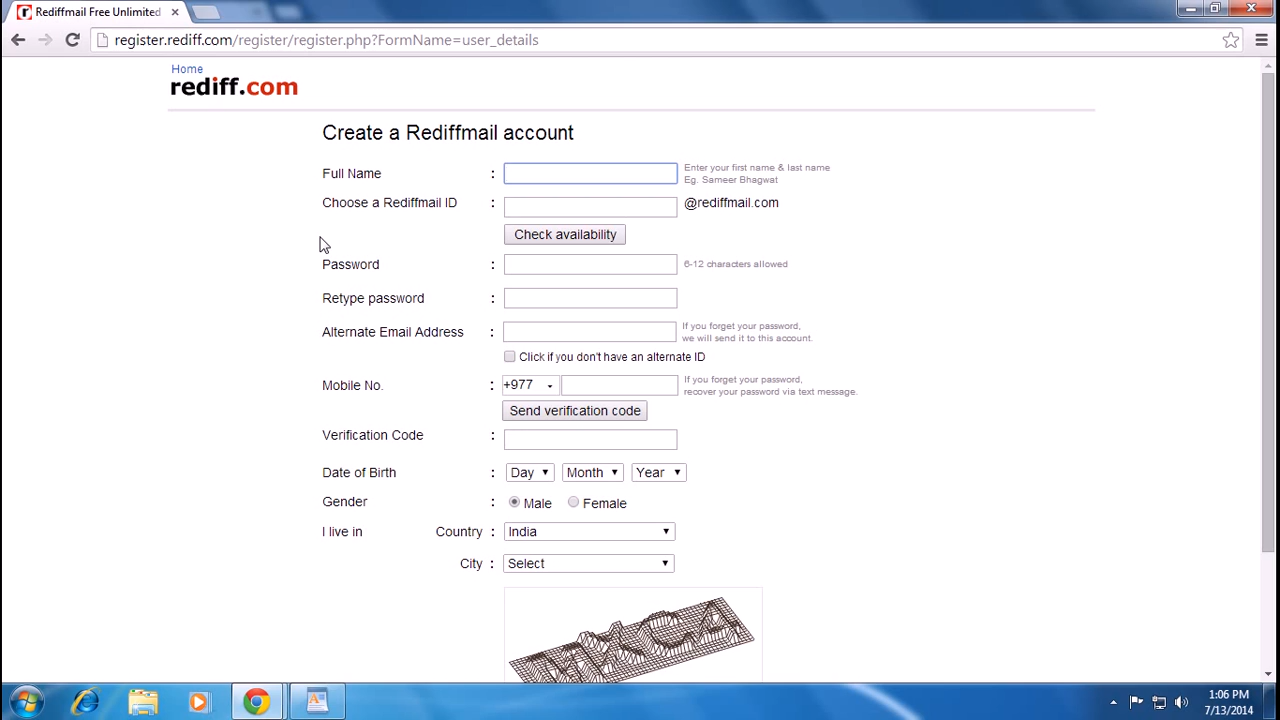 Rediffmail Free Unlimited
register.rediff.com/register/register.php?FormName=user_details
Home
rediff.com
Create a Rediffmail account
Full Name :
Enter your first name & last name
Eg. Sameer Bhagwat
Choose a Rediffmail ID : @rediffmail.com
Check availability
Password : 6-12 characters allowed
Retype password :
Alternate Email Address :
If you forget your password,
we will send it to this account.
Click if you don't have an alternate ID
Mobile No. : +977
If you forget your password,
recover your password via text message.
Send verification code
Verification Code :
Date of Birth : Day Month Year
Gender : Male Female
I live in Country : India
City : Select
1:06 PM
7/13/2014